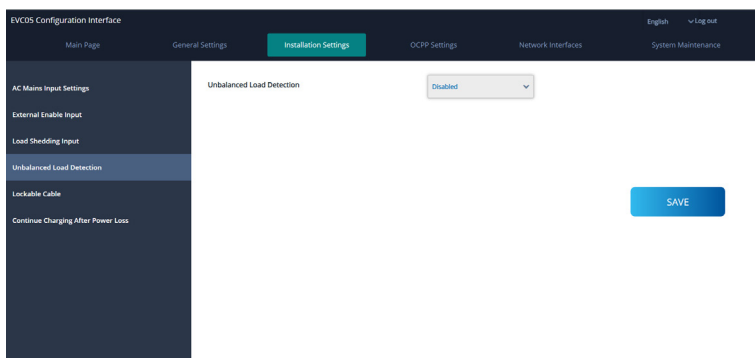 EVC05 Configuration Interface
English
Log out
Main Page
General Settings
Installation Settings
OCPP Settings
Network Interfaces
System Maintenance
AC Mains Input Settings
External Enable Input
Load Shedding Input
Unbalanced Load Detection
Lockable Cable
Continue Charging After Power Loss
Unbalanced Load Detection
Disabled
SAVE